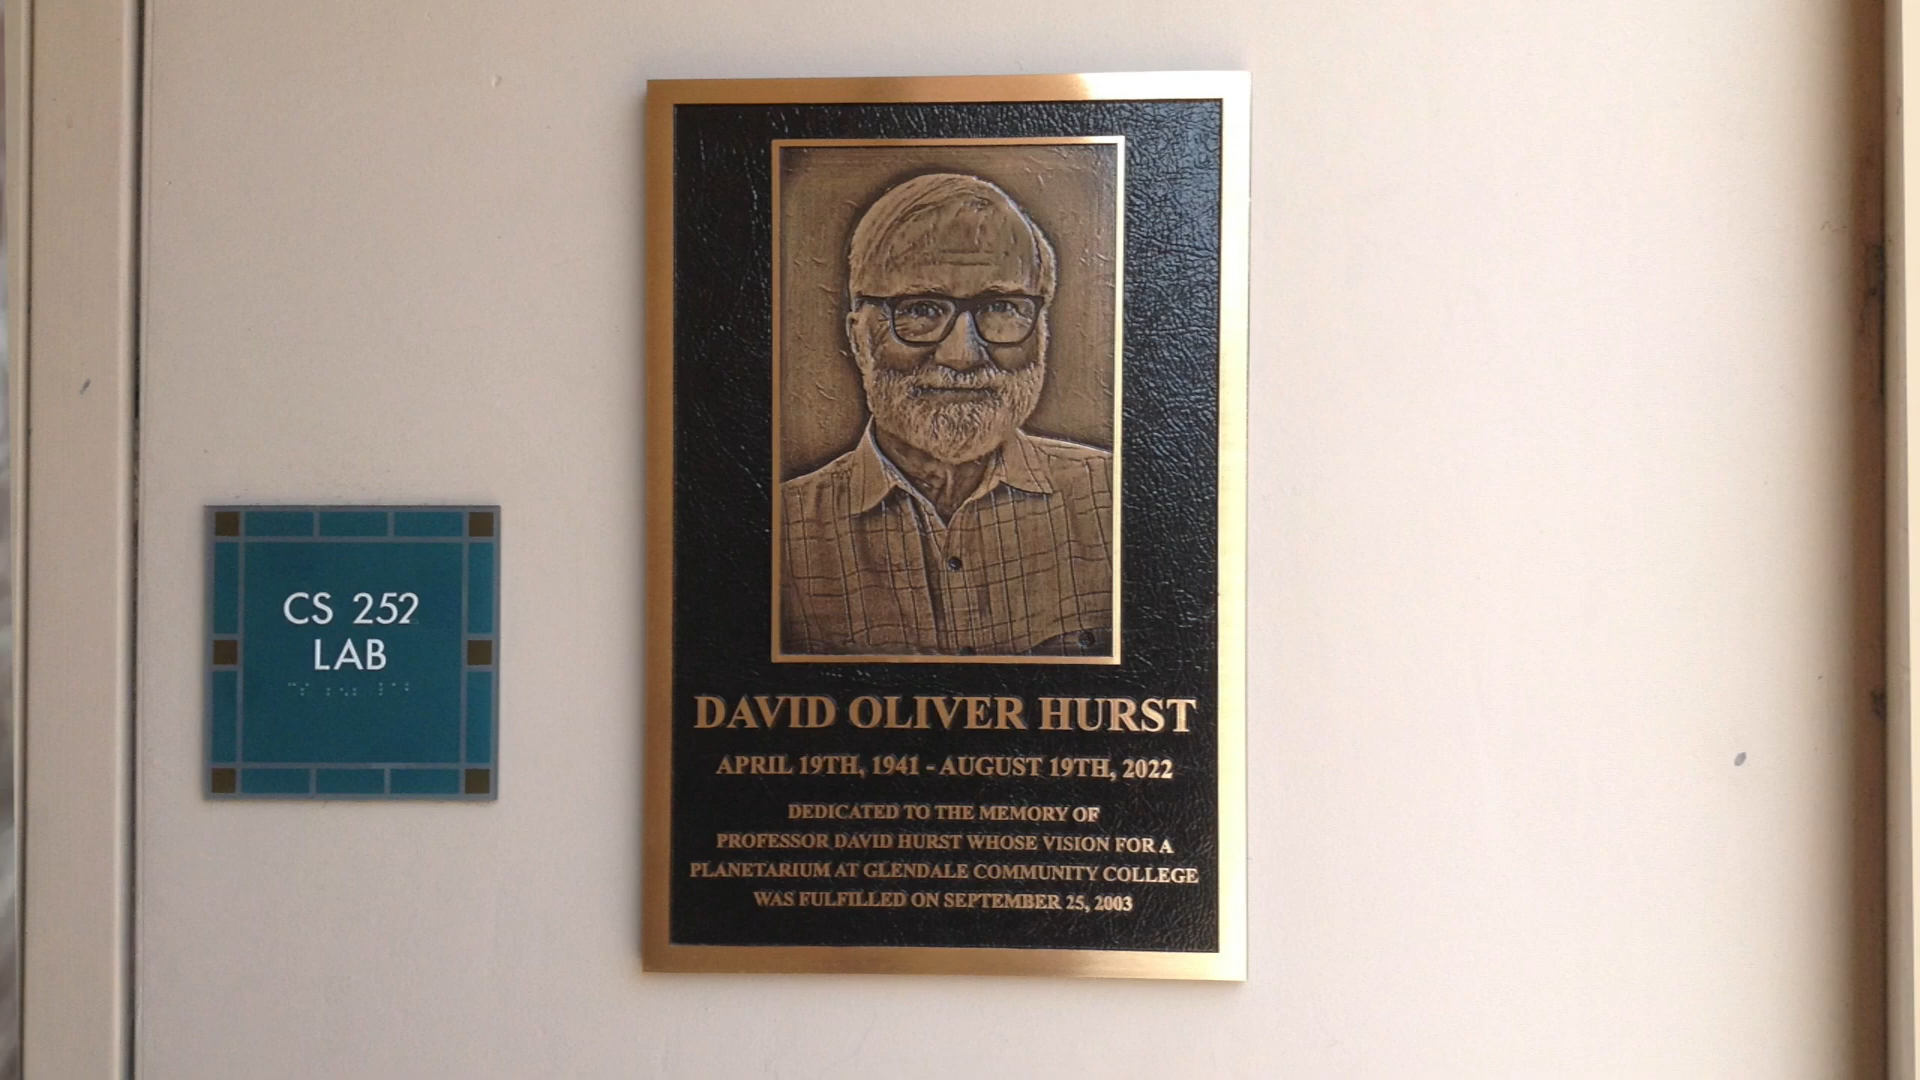 CS 252
LAB
DAVID OLIVER HURST
APRIL 19TH, 1941 - AUGUST 19TH, 2022
DEDICATED TO THE MEMORY OF
PROFESSOR DAVID HURST WHOSE VISION FOR A
PLANETARIUM AT GLENDALE COMMUNITY COLLEGE
WAS FULFILLED ON SEPTEMBER 25, 2003